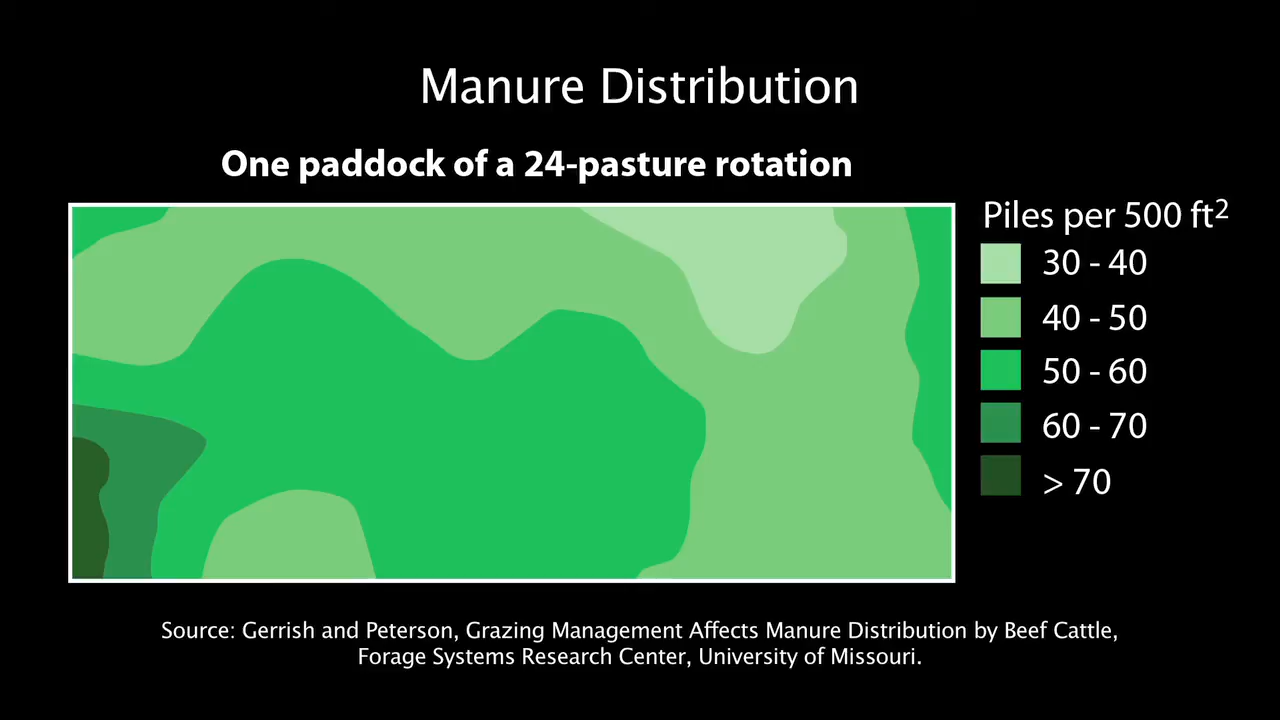 Manure Distribution
One paddock of a 24-pasture rotation
Piles per 500 ft²
30 - 40
40 - 50
50 - 60
60 - 70
> 70
Source: Gerrish and Peterson, Grazing Management Affects Manure Distribution by Beef Cattle,
Forage Systems Research Center, University of Missouri.